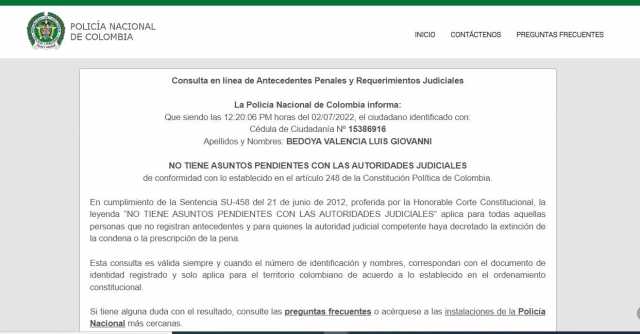 POLICÍA NACIONAL
DE COLOMBIA
INICIO CONTÁCTENOS PREGUNTAS FRECUENTES
Consulta en línea de Antecedentes Penales y Requerimientos Judiciales
La Policía Nacional de Colombia informa:
Que siendo las 12:20:06 PM horas del 02/07/2022, el ciudadano identificado con:
Cédula de Ciudadanía Nº 15386916
Apellidos y Nombres: BEDOYA VALENCIA LUIS GIOVANNI
NO TIENE ASUNTOS PENDIENTES CON LAS AUTORIDADES JUDICIALES
de conformidad con lo establecido en el artículo 248 de la Constitución Política de Colombia.
En cumplimiento de la Sentencia SU-458 del 21 de junio de 2012, proferida por la Honorable Corte Constitucional, la
leyenda "NO TIENE ASUNTOS PENDIENTES CON LAS AUTORIDADES JUDICIALES" aplica para todas aquellas
personas que no registran antecedentes y para quienes la autoridad judicial competente haya decretado la extinción de
la condena o la prescripción de la pena.
Esta consulta es válida siempre y cuando el número de identificación y nombres, correspondan con el documento de
identidad registrado y solo aplica para el territorio colombiano de acuerdo a lo establecido en el ordenamiento
constitucional.
Si tiene alguna duda con el resultado, consulte las preguntas frecuentes o acérquese a las instalaciones de la Policía
Nacional más cercanas.